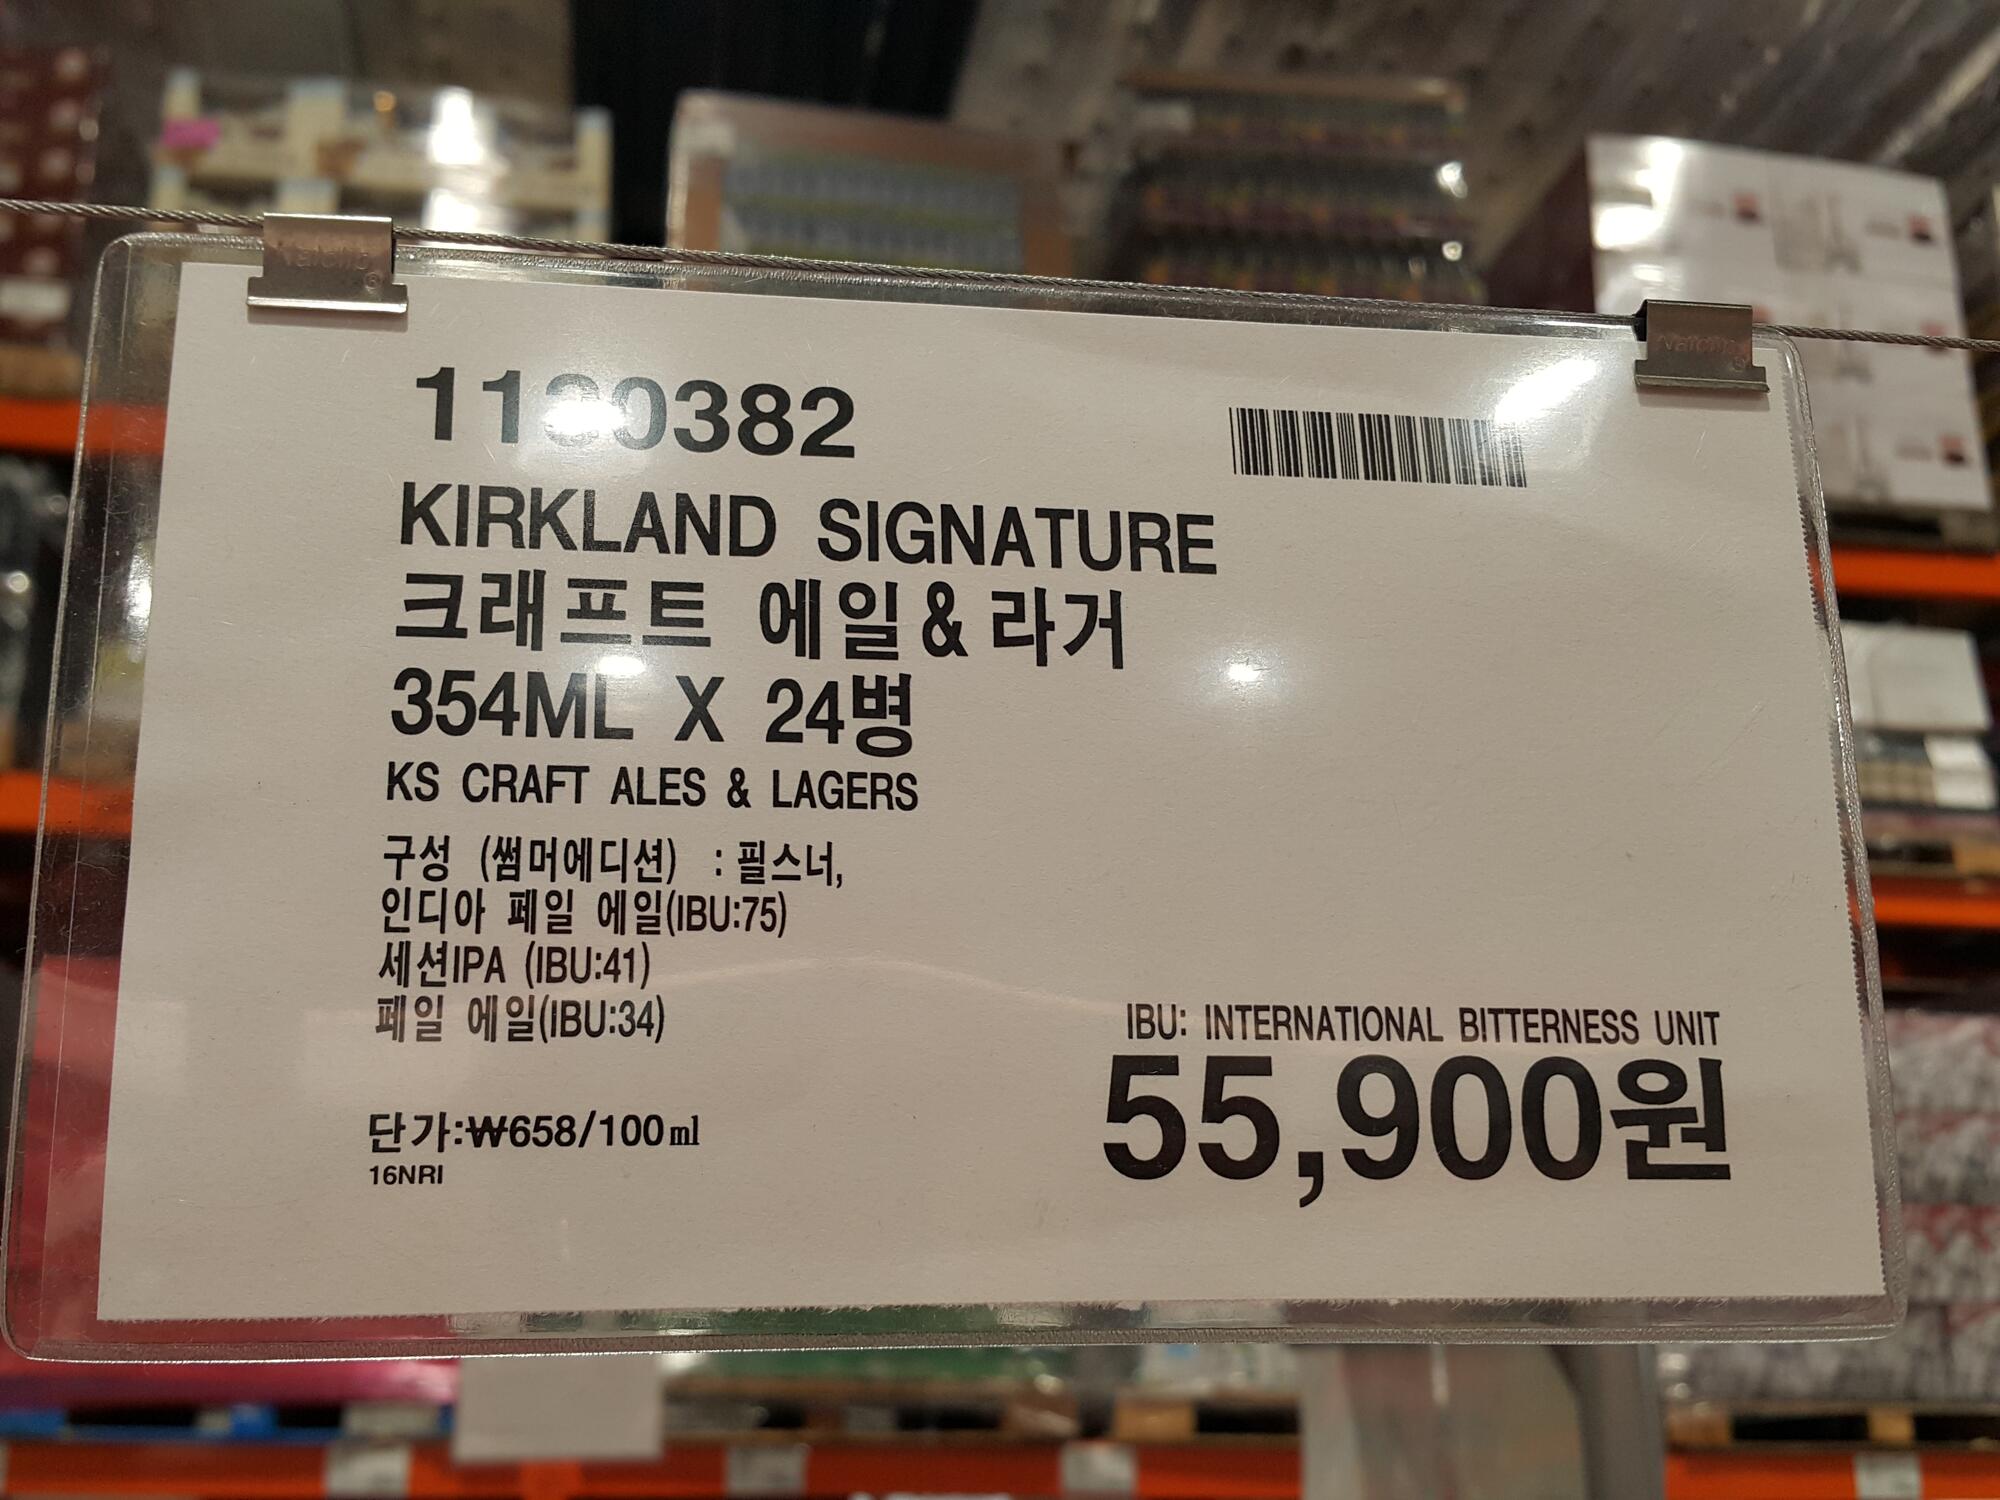 KIRKLAND SIGNATURE
크래프트 에일&라거
354ML X 24병
KS CRAFT ALES & LAGERS
구성 (썸머에디션) : 필스너,
인디아 페일 에일(IBU:75)
세션IPA (IBU:41)
페일 에일(IBU:34)
IBU: INTERNATIONAL BITTERNESS UNIT
55,900원
단가:₩658/100㎖
16NRI